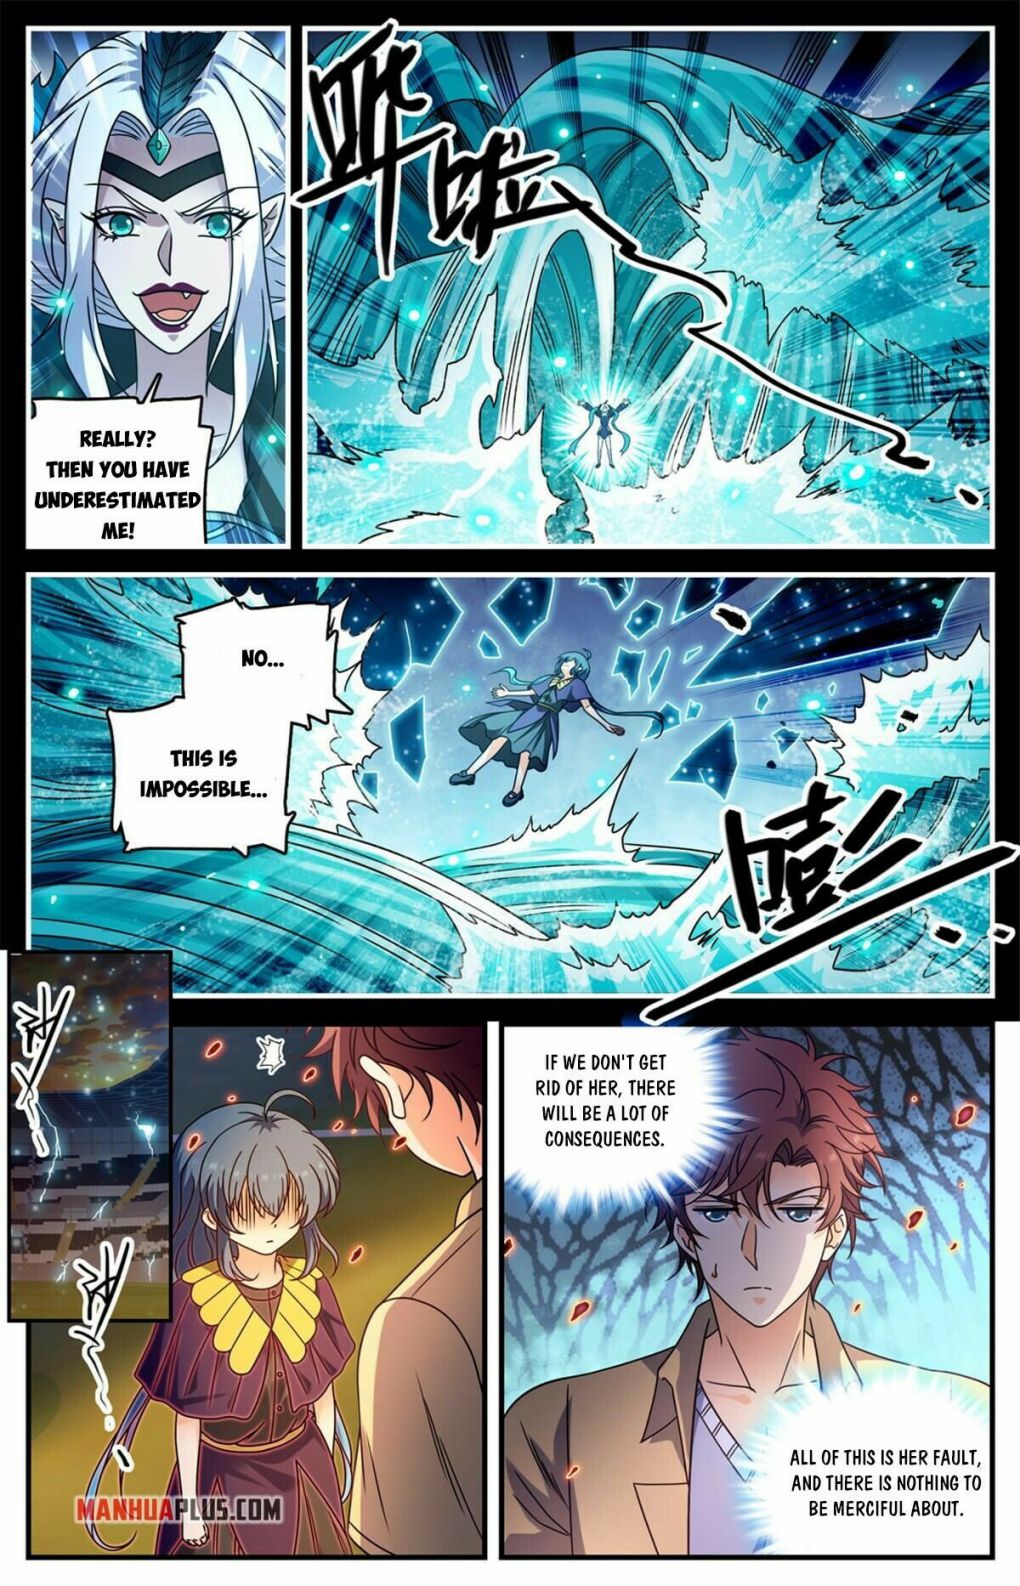 哗啦
REALLY?
THEN YOU HAVE
UNDERESTIMATED
ME!
NO...
THIS IS
IMPOSSIBLE...
嘭
IF WE DON'T GET
RID OF HER, THERE
WILL BE A LOT OF
CONSEQUENCES.
ALL OF THIS IS HER FAULT,
AND THERE IS NOTHING TO
BE MERCIFUL ABOUT.
MANHUAPLUS.COM